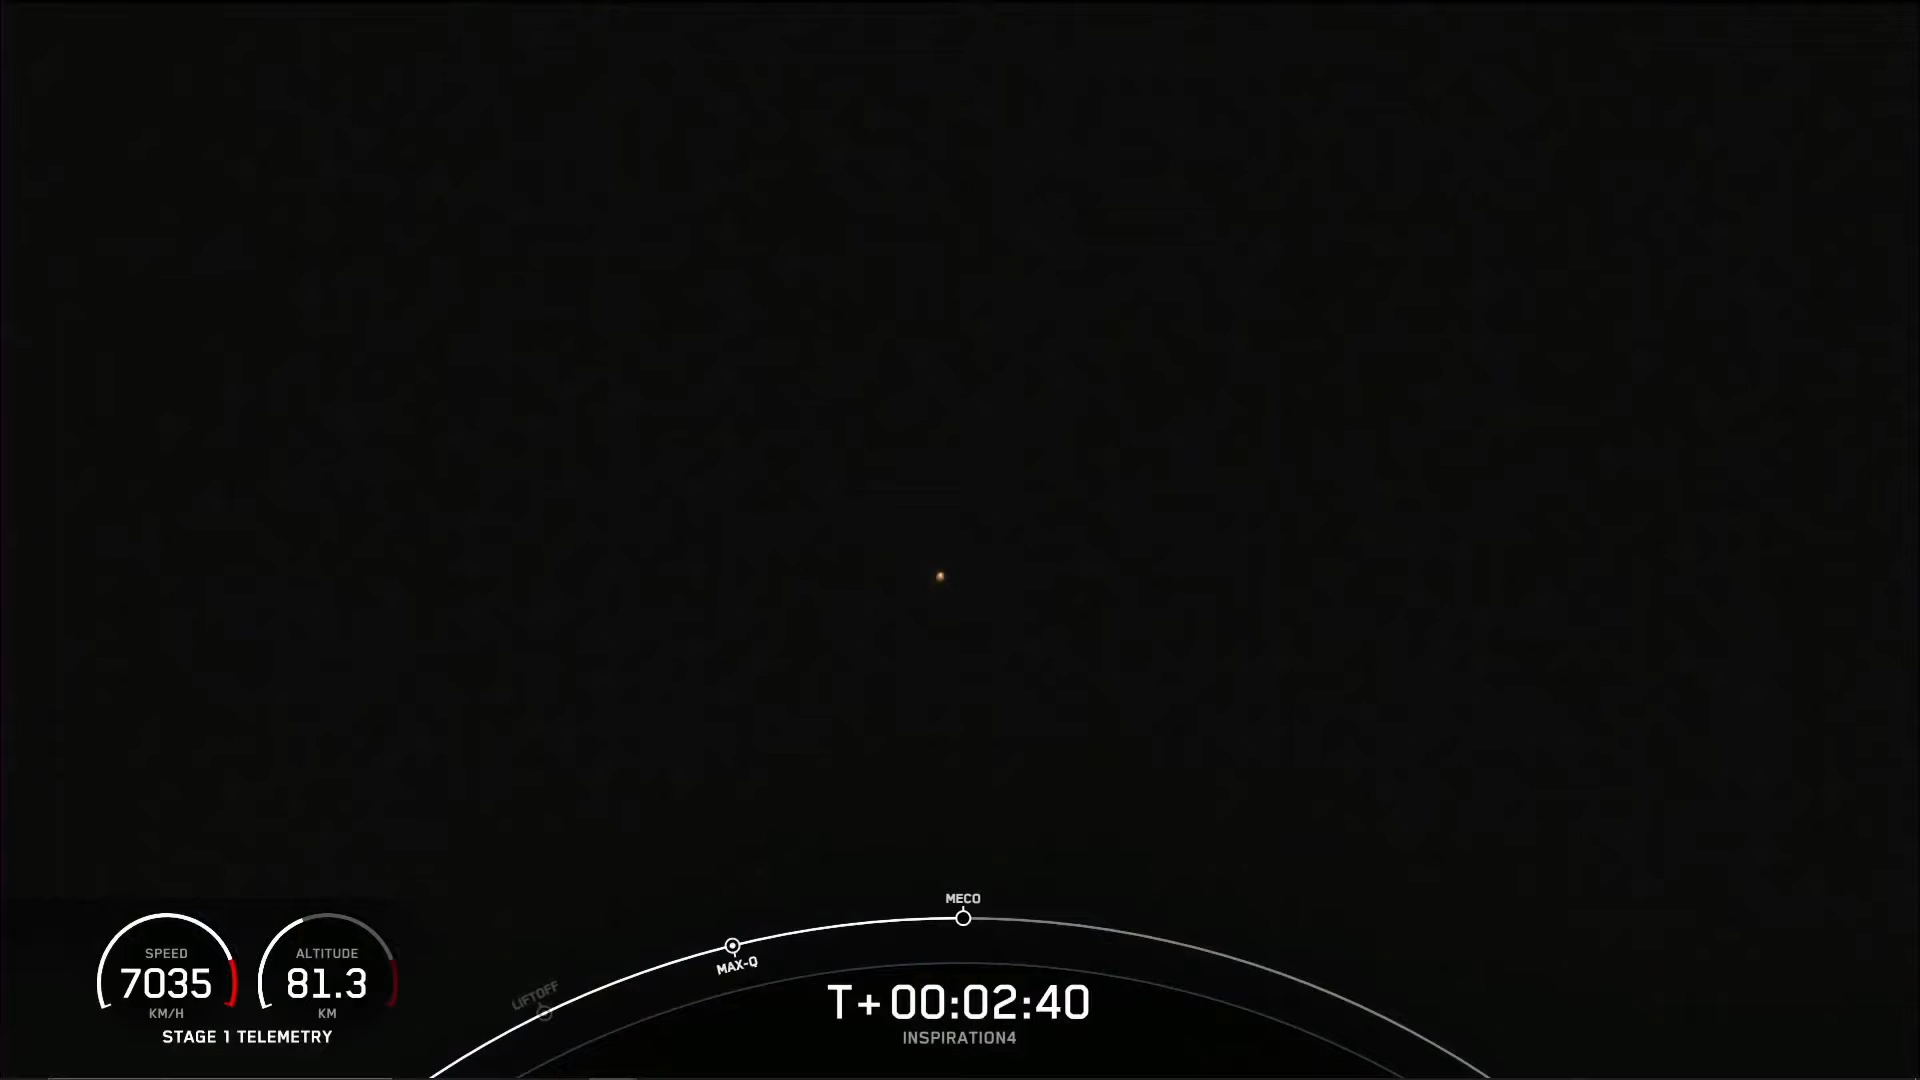 MECO
MAX-Q
LIFTOFF
SPEED
7035
KM/H
ALTITUDE
81.3
KM
STAGE 1 TELEMETRY
T+00:02:40
INSPIRATION4